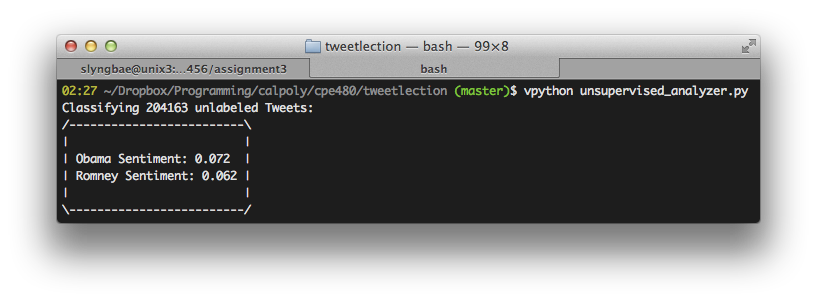 tweetlection — bash — 99×8
slyngbae@unix3:...456/assignment3 bash
02:27 ~/Dropbox/Programming/calpoly/cpe480/tweetlection (master)$ vpython unsupervised_analyzer.py
Classifying 204163 unlabeled Tweets:
/-------------------------\
|                         |
| Obama Sentiment: 0.072  |
| Romney Sentiment: 0.062 |
|                         |
\-------------------------/